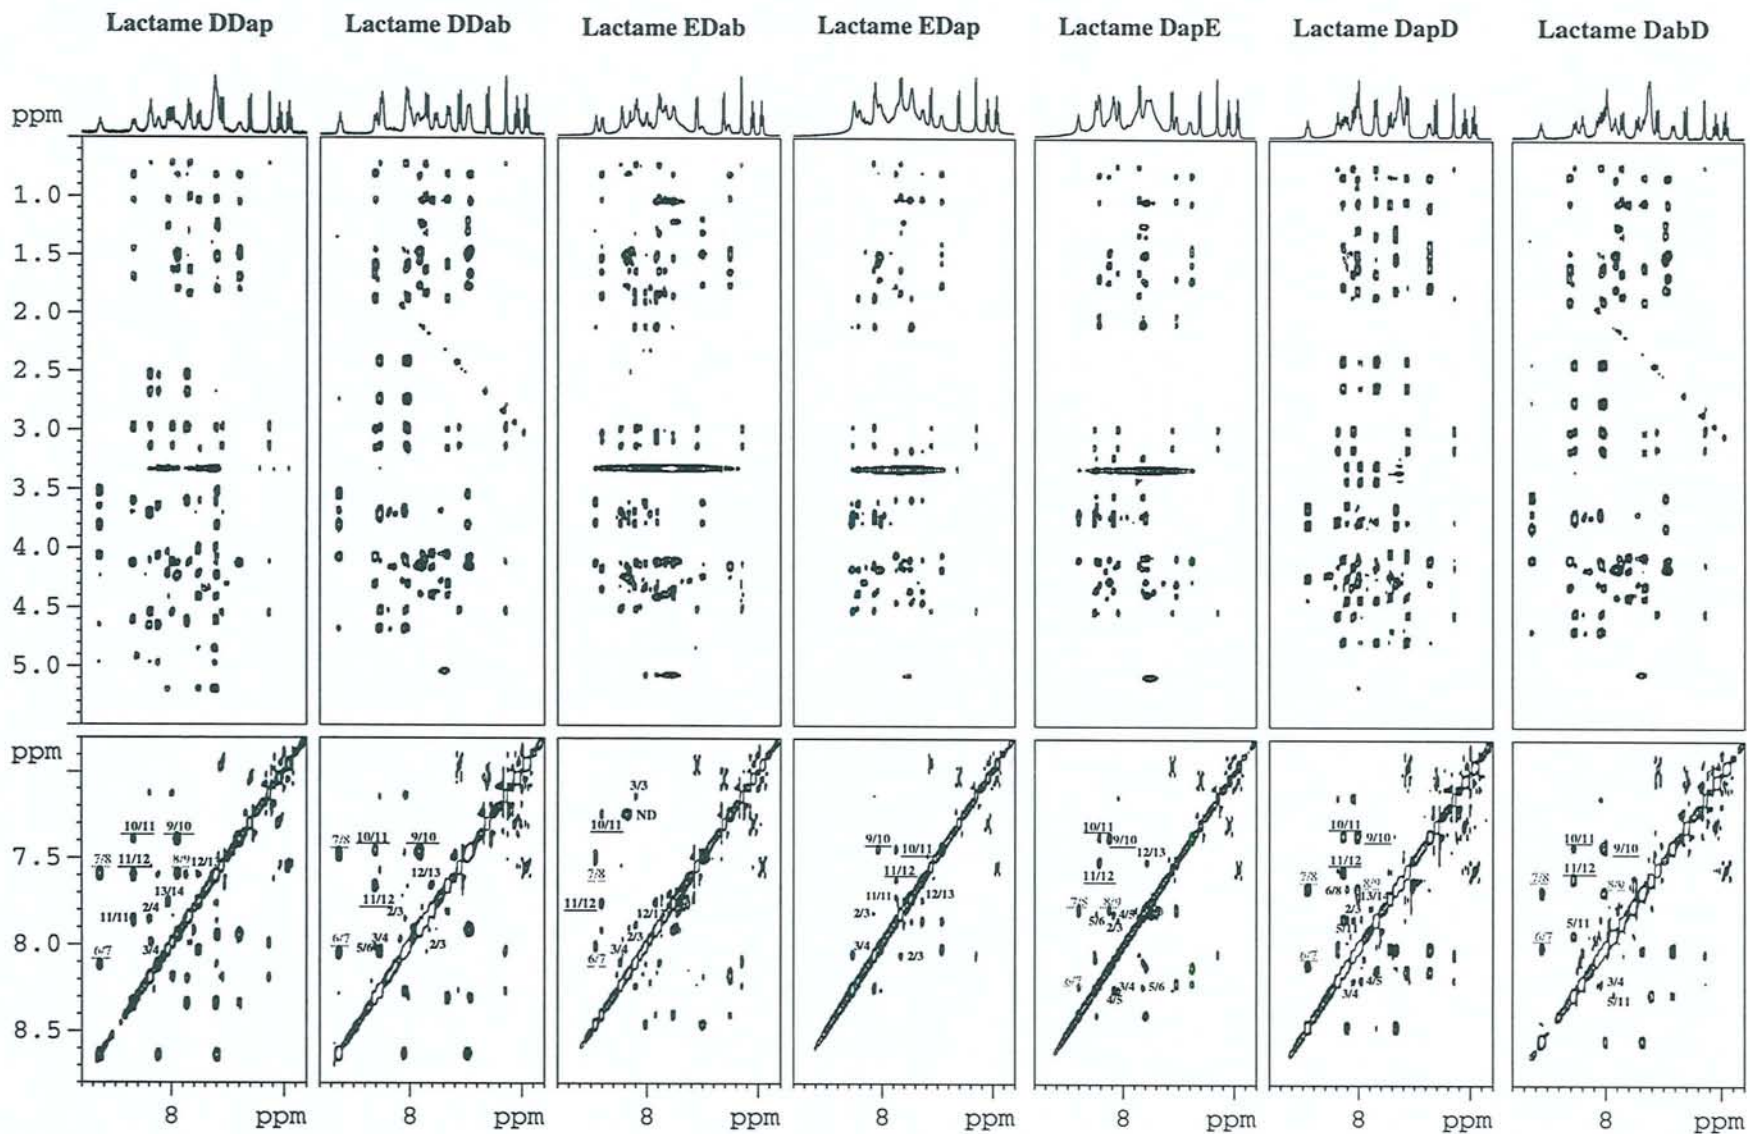 Lactame DDap
Lactame DDab
Lactame EDab
Lactame EDap
Lactame DapE
Lactame DapD
Lactame DabD
ppm
1.0
1.5
2.0
2.5
3.0
3.5
4.0
4.5
5.0
ppm
7.5
8.0
8.5
10/11 9/10
7/8 11/12 8/9 12/13
13/14
2/4
11/11
3/4
6/7
7/8 10/11 9/10
12/13
11/12
2/3
6/7 3/4 2/3
5/6
3/3
ND
10/11
7/8
11/12
2/3
3/4
6/7
9/10 10/11
11/12
11/11 12/13
2/3
3/4
2/3
10/11
9/10
12/13
11/12
7/8 8/9
5/6 4/5
2/3
6/7 3/4 5/6
4/5
10/11
9/10
11/12
7/8 6/8 8/9
13/14
2/3
5/11
6/7 4/5
3/4
10/11 9/10
11/12
7/8
5/11
6/7
3/4
5/11
8 ppm
8 ppm
8 ppm
8 ppm
8 ppm
8 ppm
8 ppm